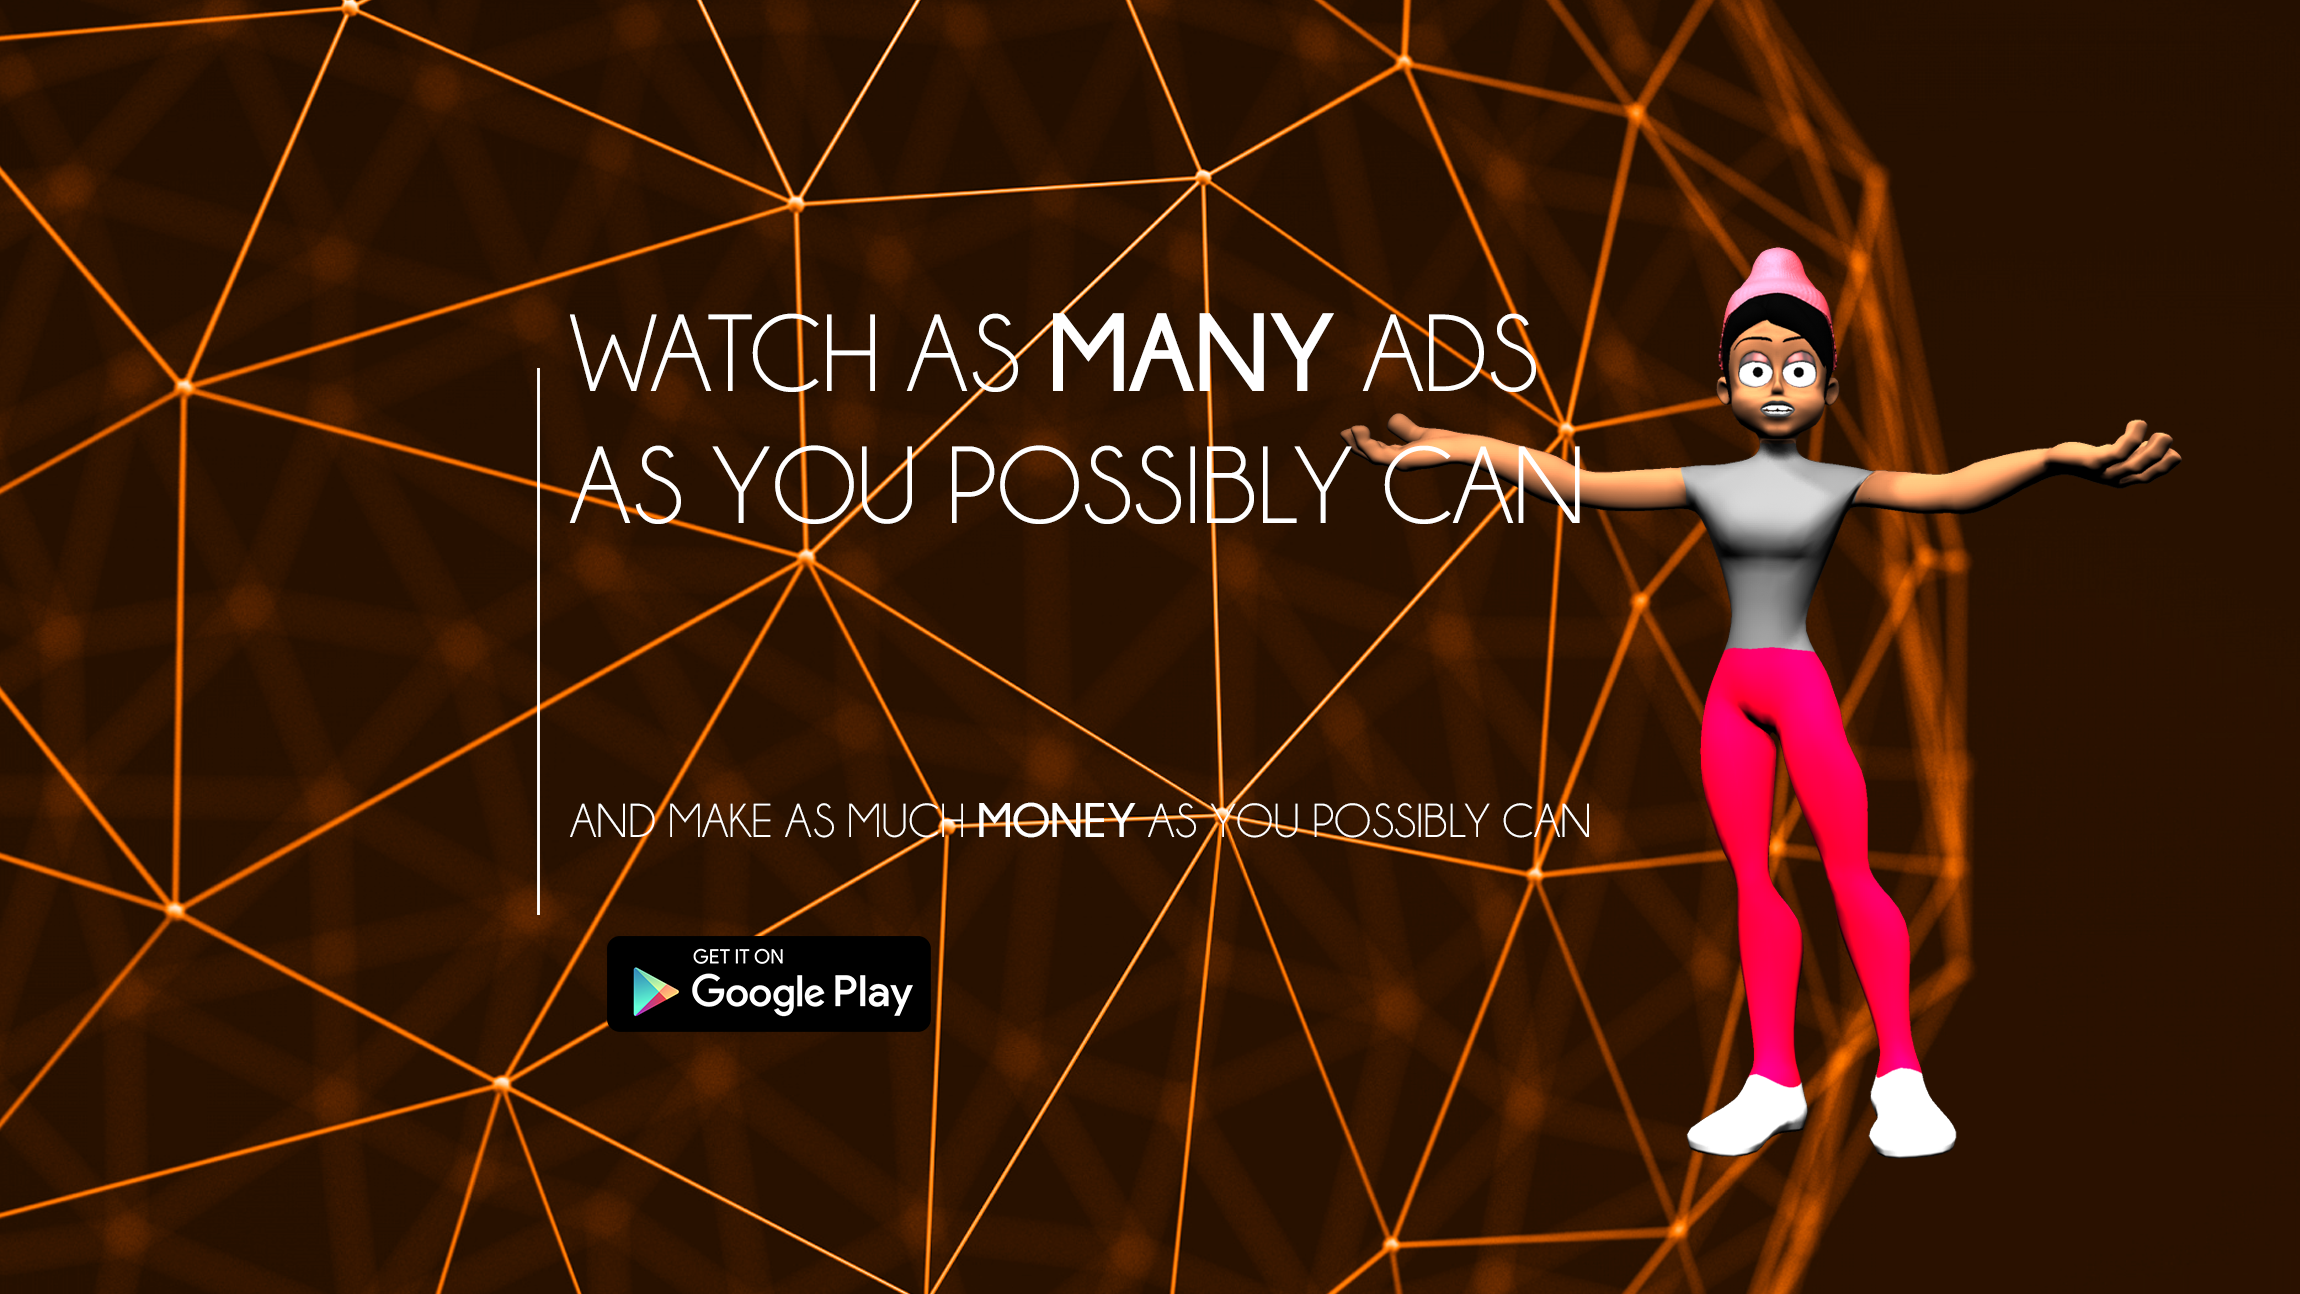 WATCH AS MANY ADS
AS YOU POSSIBLY CAN
AND MAKE AS MUCH MONEY AS YOU POSSIBLY CAN
GET IT ON
Google Play